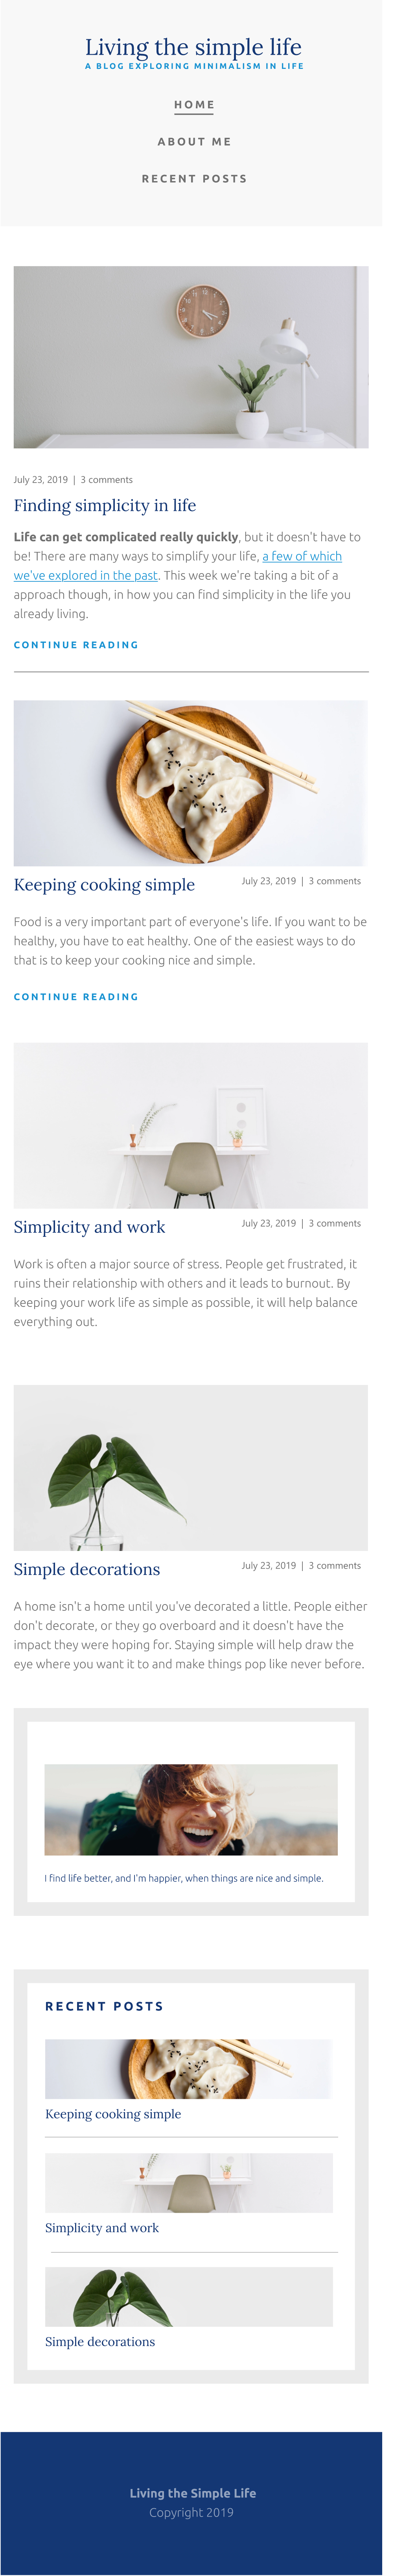 Living the simple life
A BLOG EXPLORING MINIMALISM IN LIFE
HOME
ABOUT ME
RECENT POSTS
July 23, 2019 | 3 comments
Finding simplicity in life
Life can get complicated really quickly, but it doesn't have to
be! There are many ways to simplify your life, a few of which
we've explored in the past. This week we're taking a bit of a
approach though, in how you can find simplicity in the life you
already living.
CONTINUE READING
Keeping cooking simple
July 23, 2019 | 3 comments
Food is a very important part of everyone's life. If you want to be
healthy, you have to eat healthy. One of the easiest ways to do
that is to keep your cooking nice and simple.
CONTINUE READING
Simplicity and work
July 23, 2019 | 3 comments
Work is often a major source of stress. People get frustrated, it
ruins their relationship with others and it leads to burnout. By
keeping your work life as simple as possible, it will help balance
everything out.
Simple decorations
July 23, 2019 | 3 comments
A home isn't a home until you've decorated a little. People either
don't decorate, or they go overboard and it doesn't have the
impact they were hoping for. Staying simple will help draw the
eye where you want it to and make things pop like never before.
I find life better, and I'm happier, when things are nice and simple.
RECENT POSTS
Keeping cooking simple
Simplicity and work
Simple decorations
Living the Simple Life
Copyright 2019